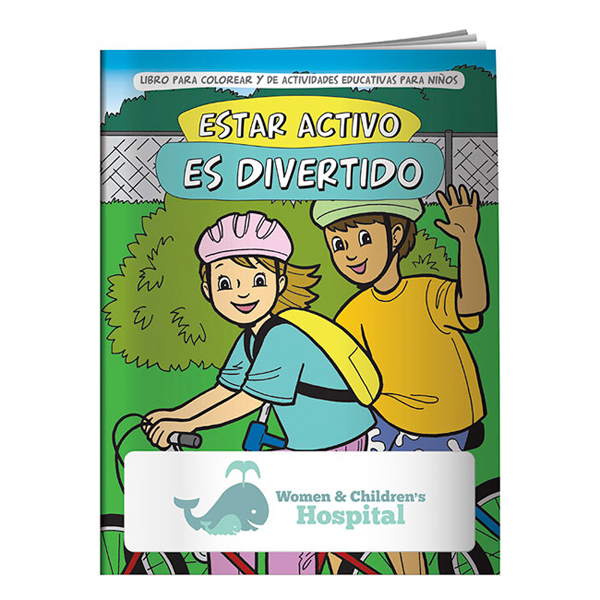 LIBRO PARA COLOREAR Y DE ACTIVIDADES EDUCATIVAS PARA NIÑOS
ESTAR ACTIVO
ES DIVERTIDO
Women & Children's
Hospital